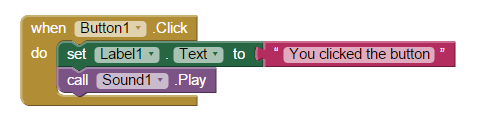 when Button1 .Click
do set Label1 . Text to " You clicked the button "
call Sound1 .Play